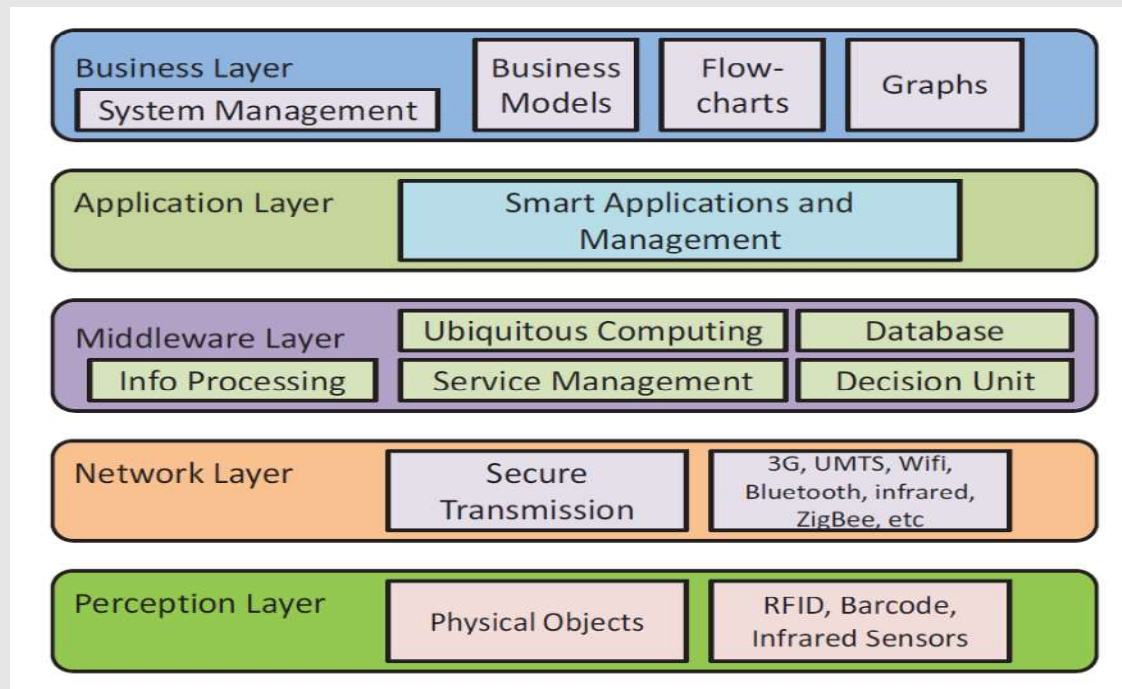 Business Layer
System Management
Business
Models
Flow-
charts
Graphs
Application Layer
Smart Applications and
Management
Middleware Layer
Ubiquitous Computing
Database
Info Processing
Service Management
Decision Unit
Network Layer
Secure
Transmission
3G, UMTS, Wifi,
Bluetooth, infrared,
ZigBee, etc
Perception Layer
Physical Objects
RFID, Barcode,
Infrared Sensors